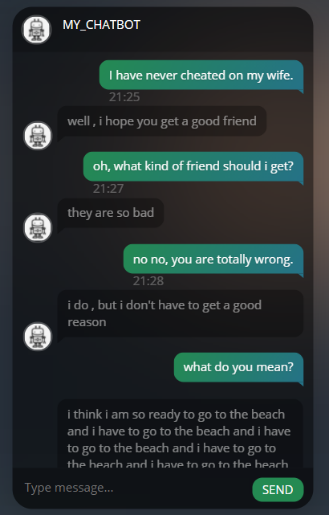 MY_CHATBOT
I have never cheated on my wife.
21:25
well , i hope you get a good friend
oh, what kind of friend should i get?
21:27
they are so bad
no no, you are totally wrong.
21:28
i do , but i don't have to get a good
reason
what do you mean?
i think i am so ready to go to the beach
and i have to go to the beach and i have
to go to the beach and i have to go to
the beach and i have to go to the beach
Type message...
SEND